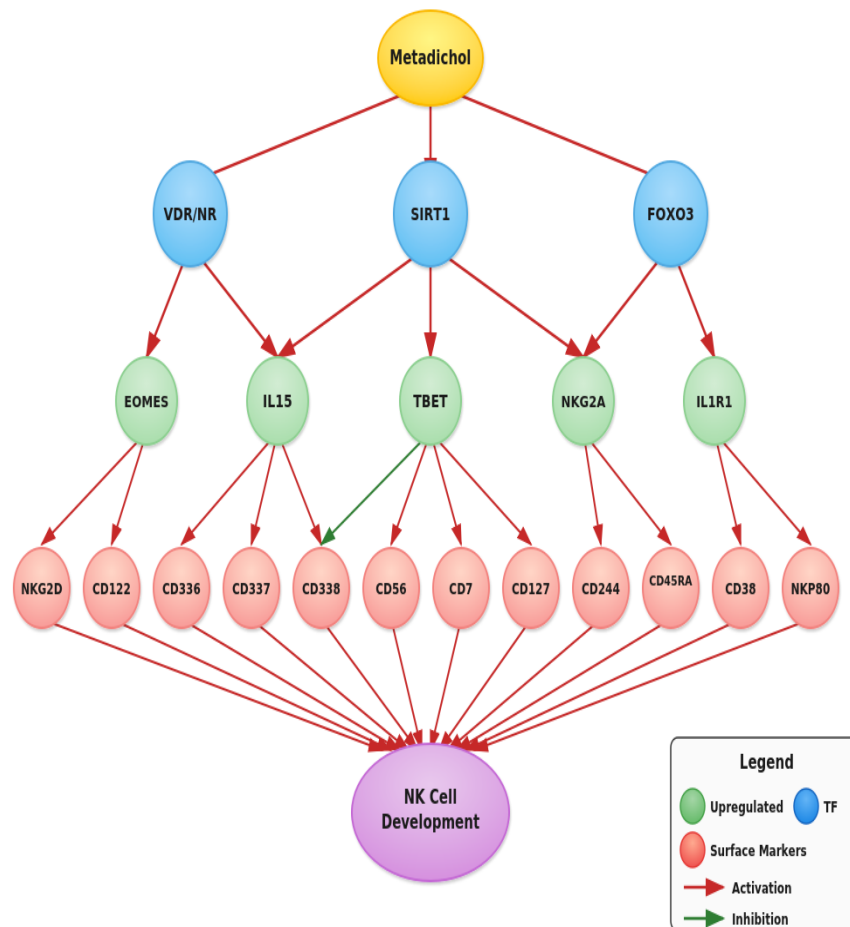 Metadichol
VDR/NR
SIRT1
FOXO3
EOMES
IL15
TBET
NKG2A
IL1R1
NKG2D
CD122
CD336
CD337
CD338
CD56
CD7
CD127
CD244
CD45RA
CD38
NKP80
NK Cell
Development
Legend
Upregulated
TF
Surface Markers
Activation
Inhibition